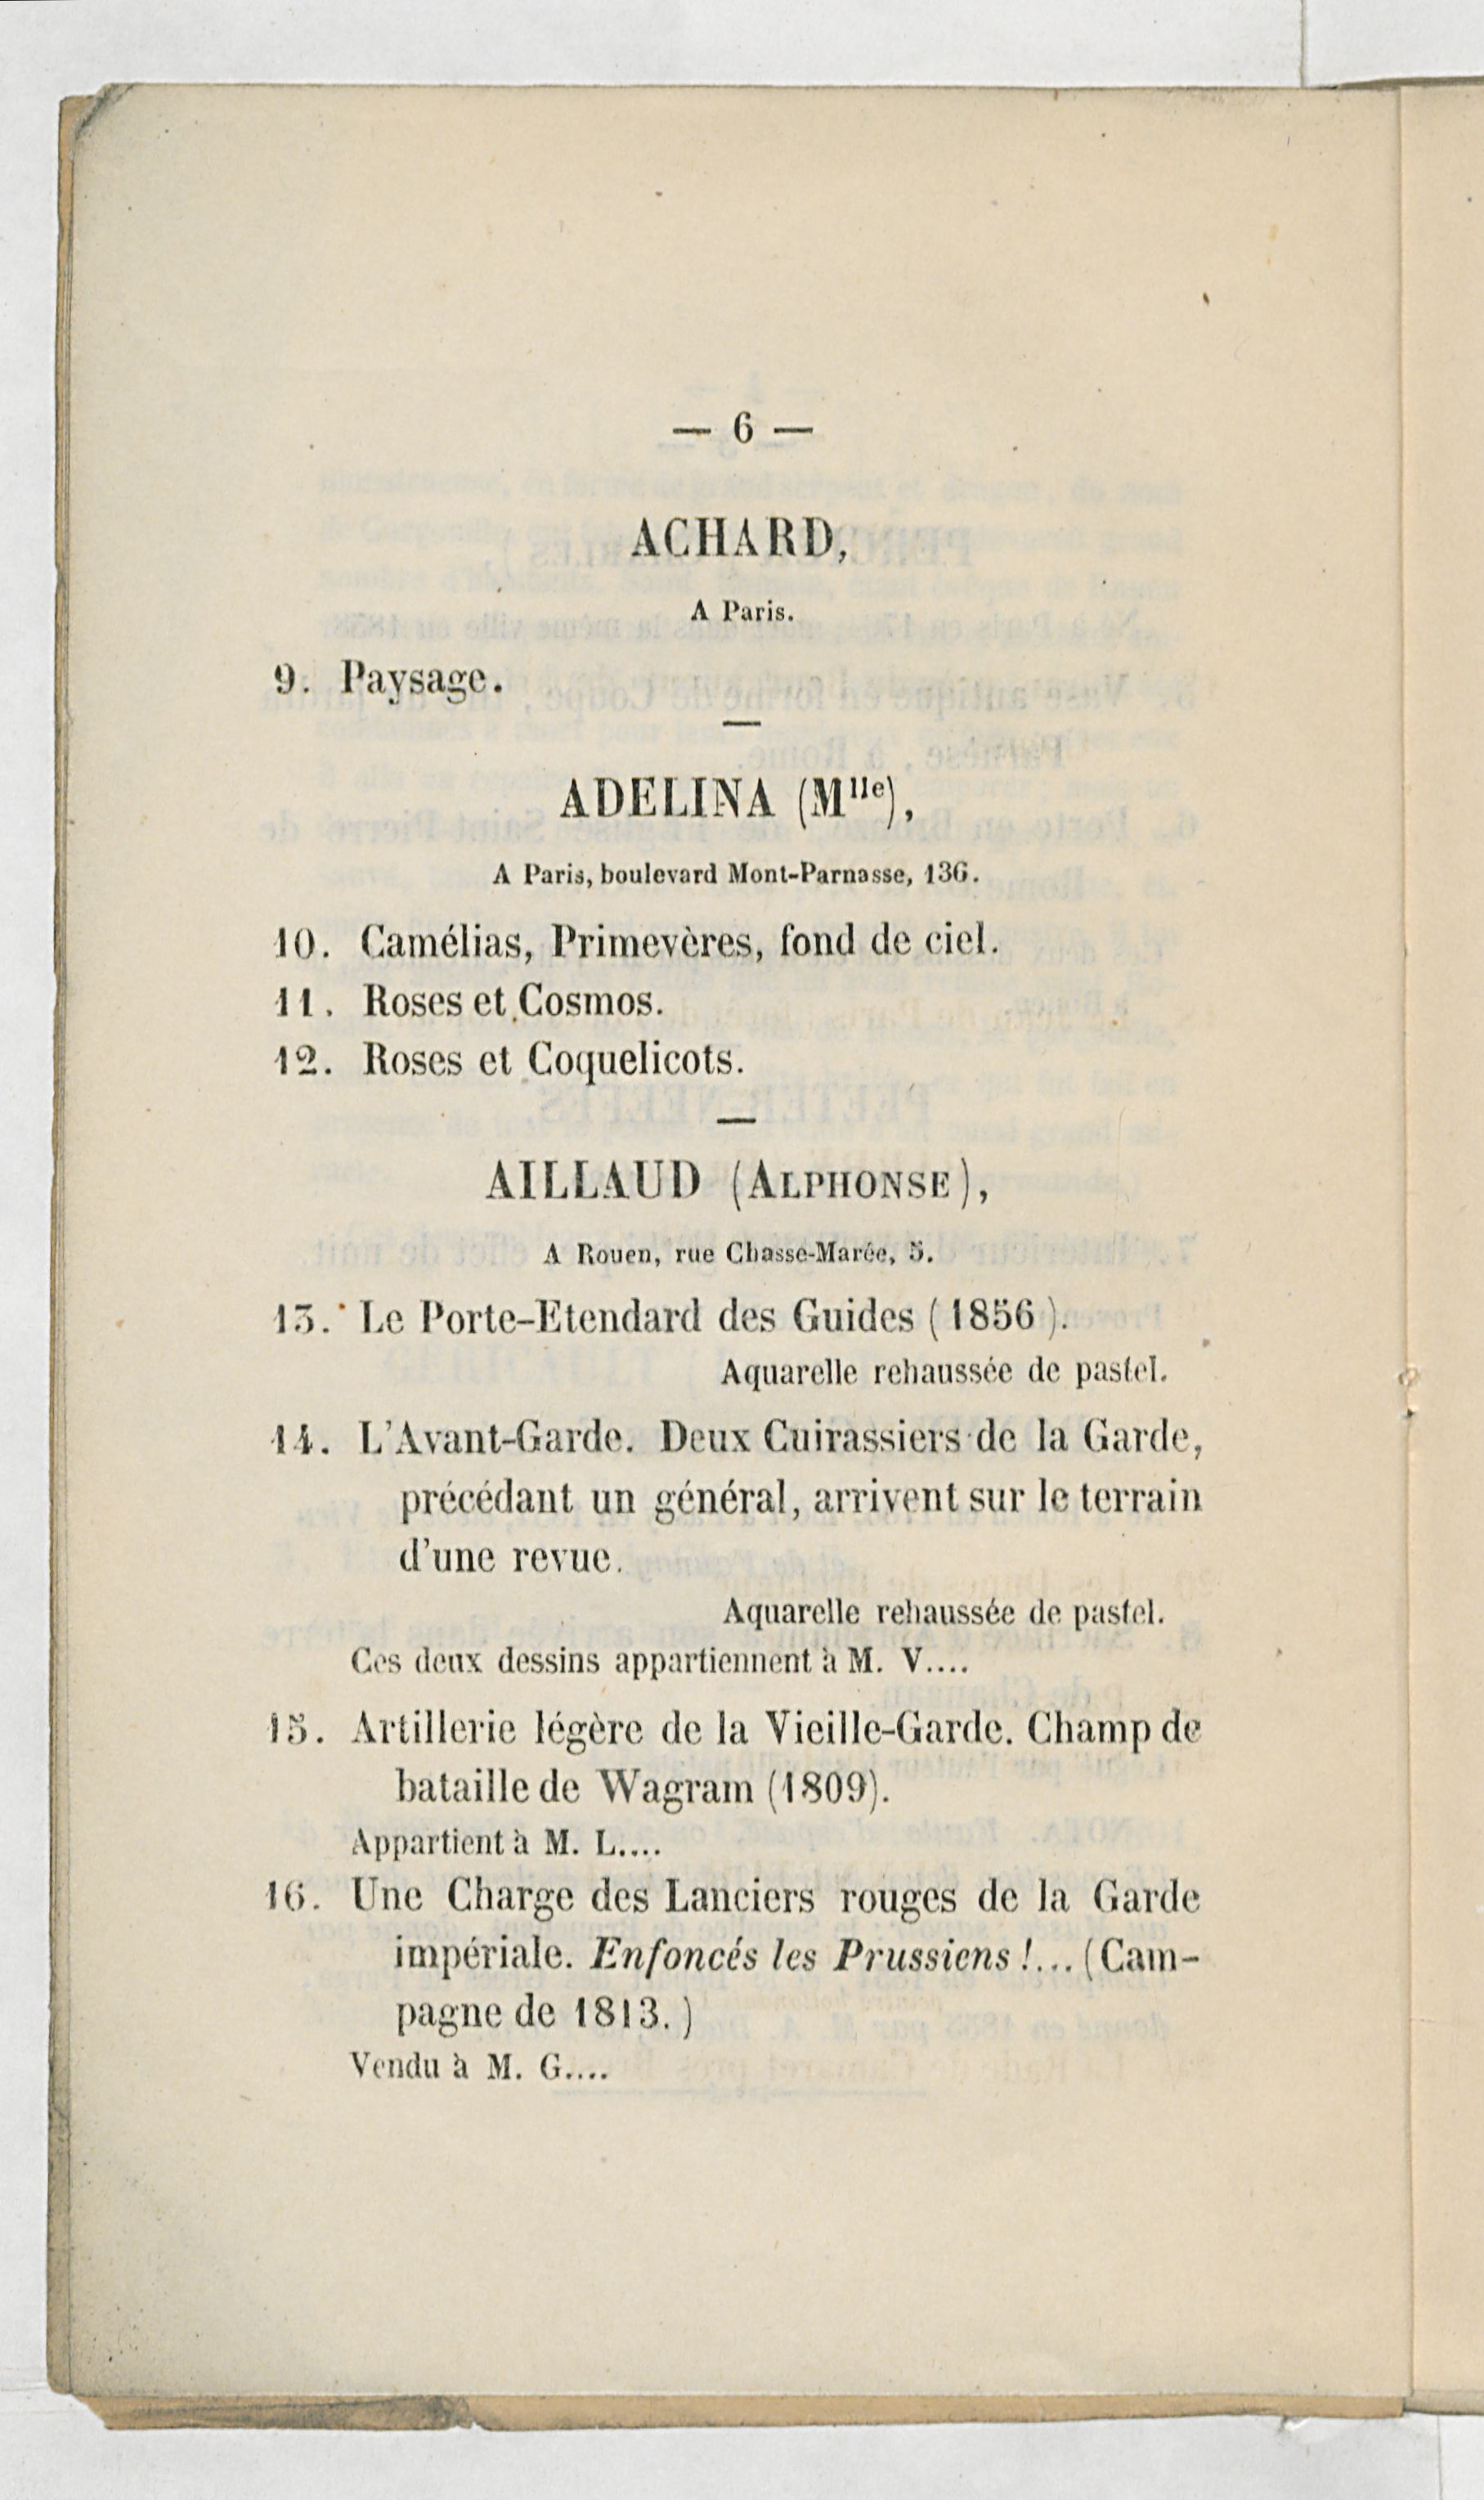 — 6 —
ACHARD,
A Paris.
9. Paysage.
—
ADELINA (Mlle),
A Paris, boulevard Mont-Parnasse, 136.
10. Camélias, Primevères, fond de ciel.
11. Roses et Cosmos.
12. Roses et Coquelicots.
—
AILLAUD (ALPHONSE),
A Rouen, rue Chasse-Marée, 5.
13. Le Porte-Etendard des Guides (1856).
Aquarelle rehaussée de pastel.
14. L'Avant-Garde. Deux Cuirassiers de la Garde,
précédant un général, arrivent sur le terrain
d'une revue.
Aquarelle rehaussée de pastel.
Ces deux dessins appartiennent à M. V....
15. Artillerie légère de la Vieille-Garde. Champ de
bataille de Wagram (1809).
Appartient à M. L....
16. Une Charge des Lanciers rouges de la Garde
impériale. Enfoncés les Prussiens !... (Cam-
pagne de 1813.)
Vendu à M. G....